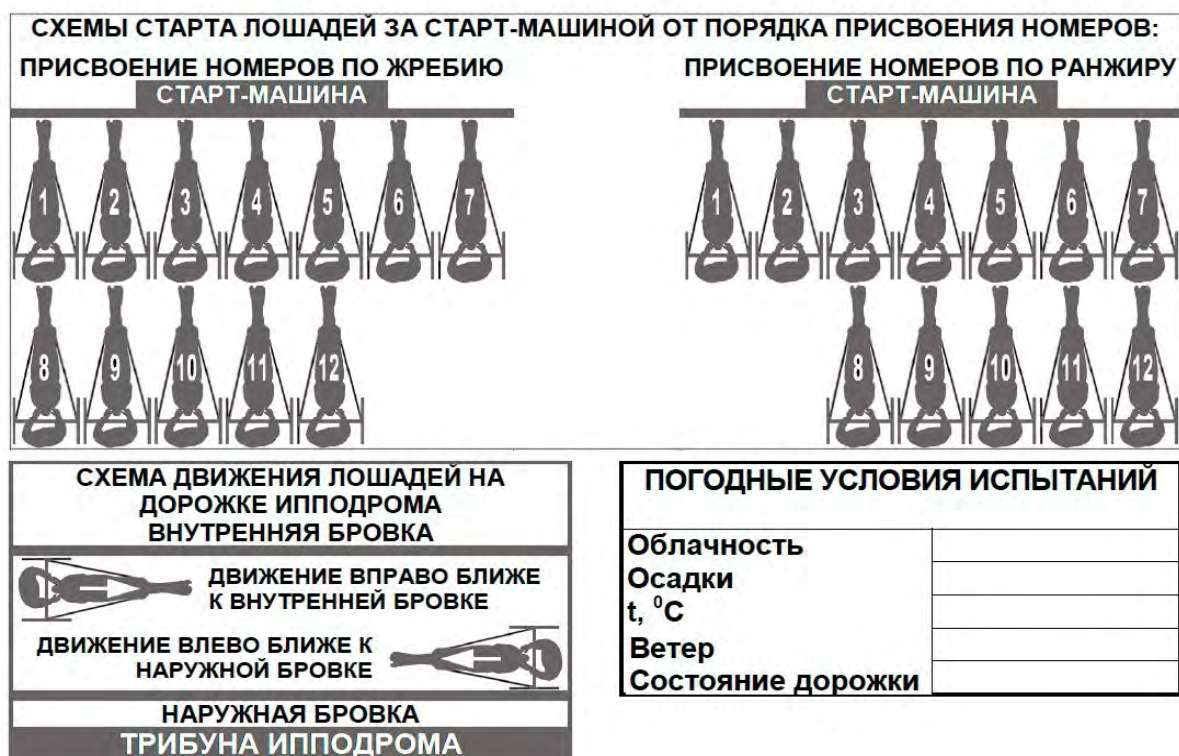 СХЕМЫ СТАРТА ЛОШАДЕЙ ЗА СТАРТ-МАШИНОЙ ОТ ПОРЯДКА ПРИСВОЕНИЯ НОМЕРОВ:
ПРИСВОЕНИЕ НОМЕРОВ ПО ЖРЕБИЮ
СТАРТ-МАШИНА
1 2 3 4 5 6 7
8 9 10 11 12
ПРИСВОЕНИЕ НОМЕРОВ ПО РАНЖИРУ
СТАРТ-МАШИНА
1 2 3 4 5 6 7
8 9 10 11 12
СХЕМА ДВИЖЕНИЯ ЛОШАДЕЙ НА
ДОРОЖКЕ ИППОДРОМА
ВНУТРЕННЯЯ БРОВКА
ДВИЖЕНИЕ ВПРАВО БЛИЖЕ
К ВНУТРЕННЕЙ БРОВКЕ
ДВИЖЕНИЕ ВЛЕВО БЛИЖЕ К
НАРУЖНОЙ БРОВКЕ
НАРУЖНАЯ БРОВКА
ТРИБУНА ИППОДРОМА
ПОГОДНЫЕ УСЛОВИЯ ИСПЫТАНИЙ
Облачность
Осадки
t, ⁰C
Ветер
Состояние дорожки